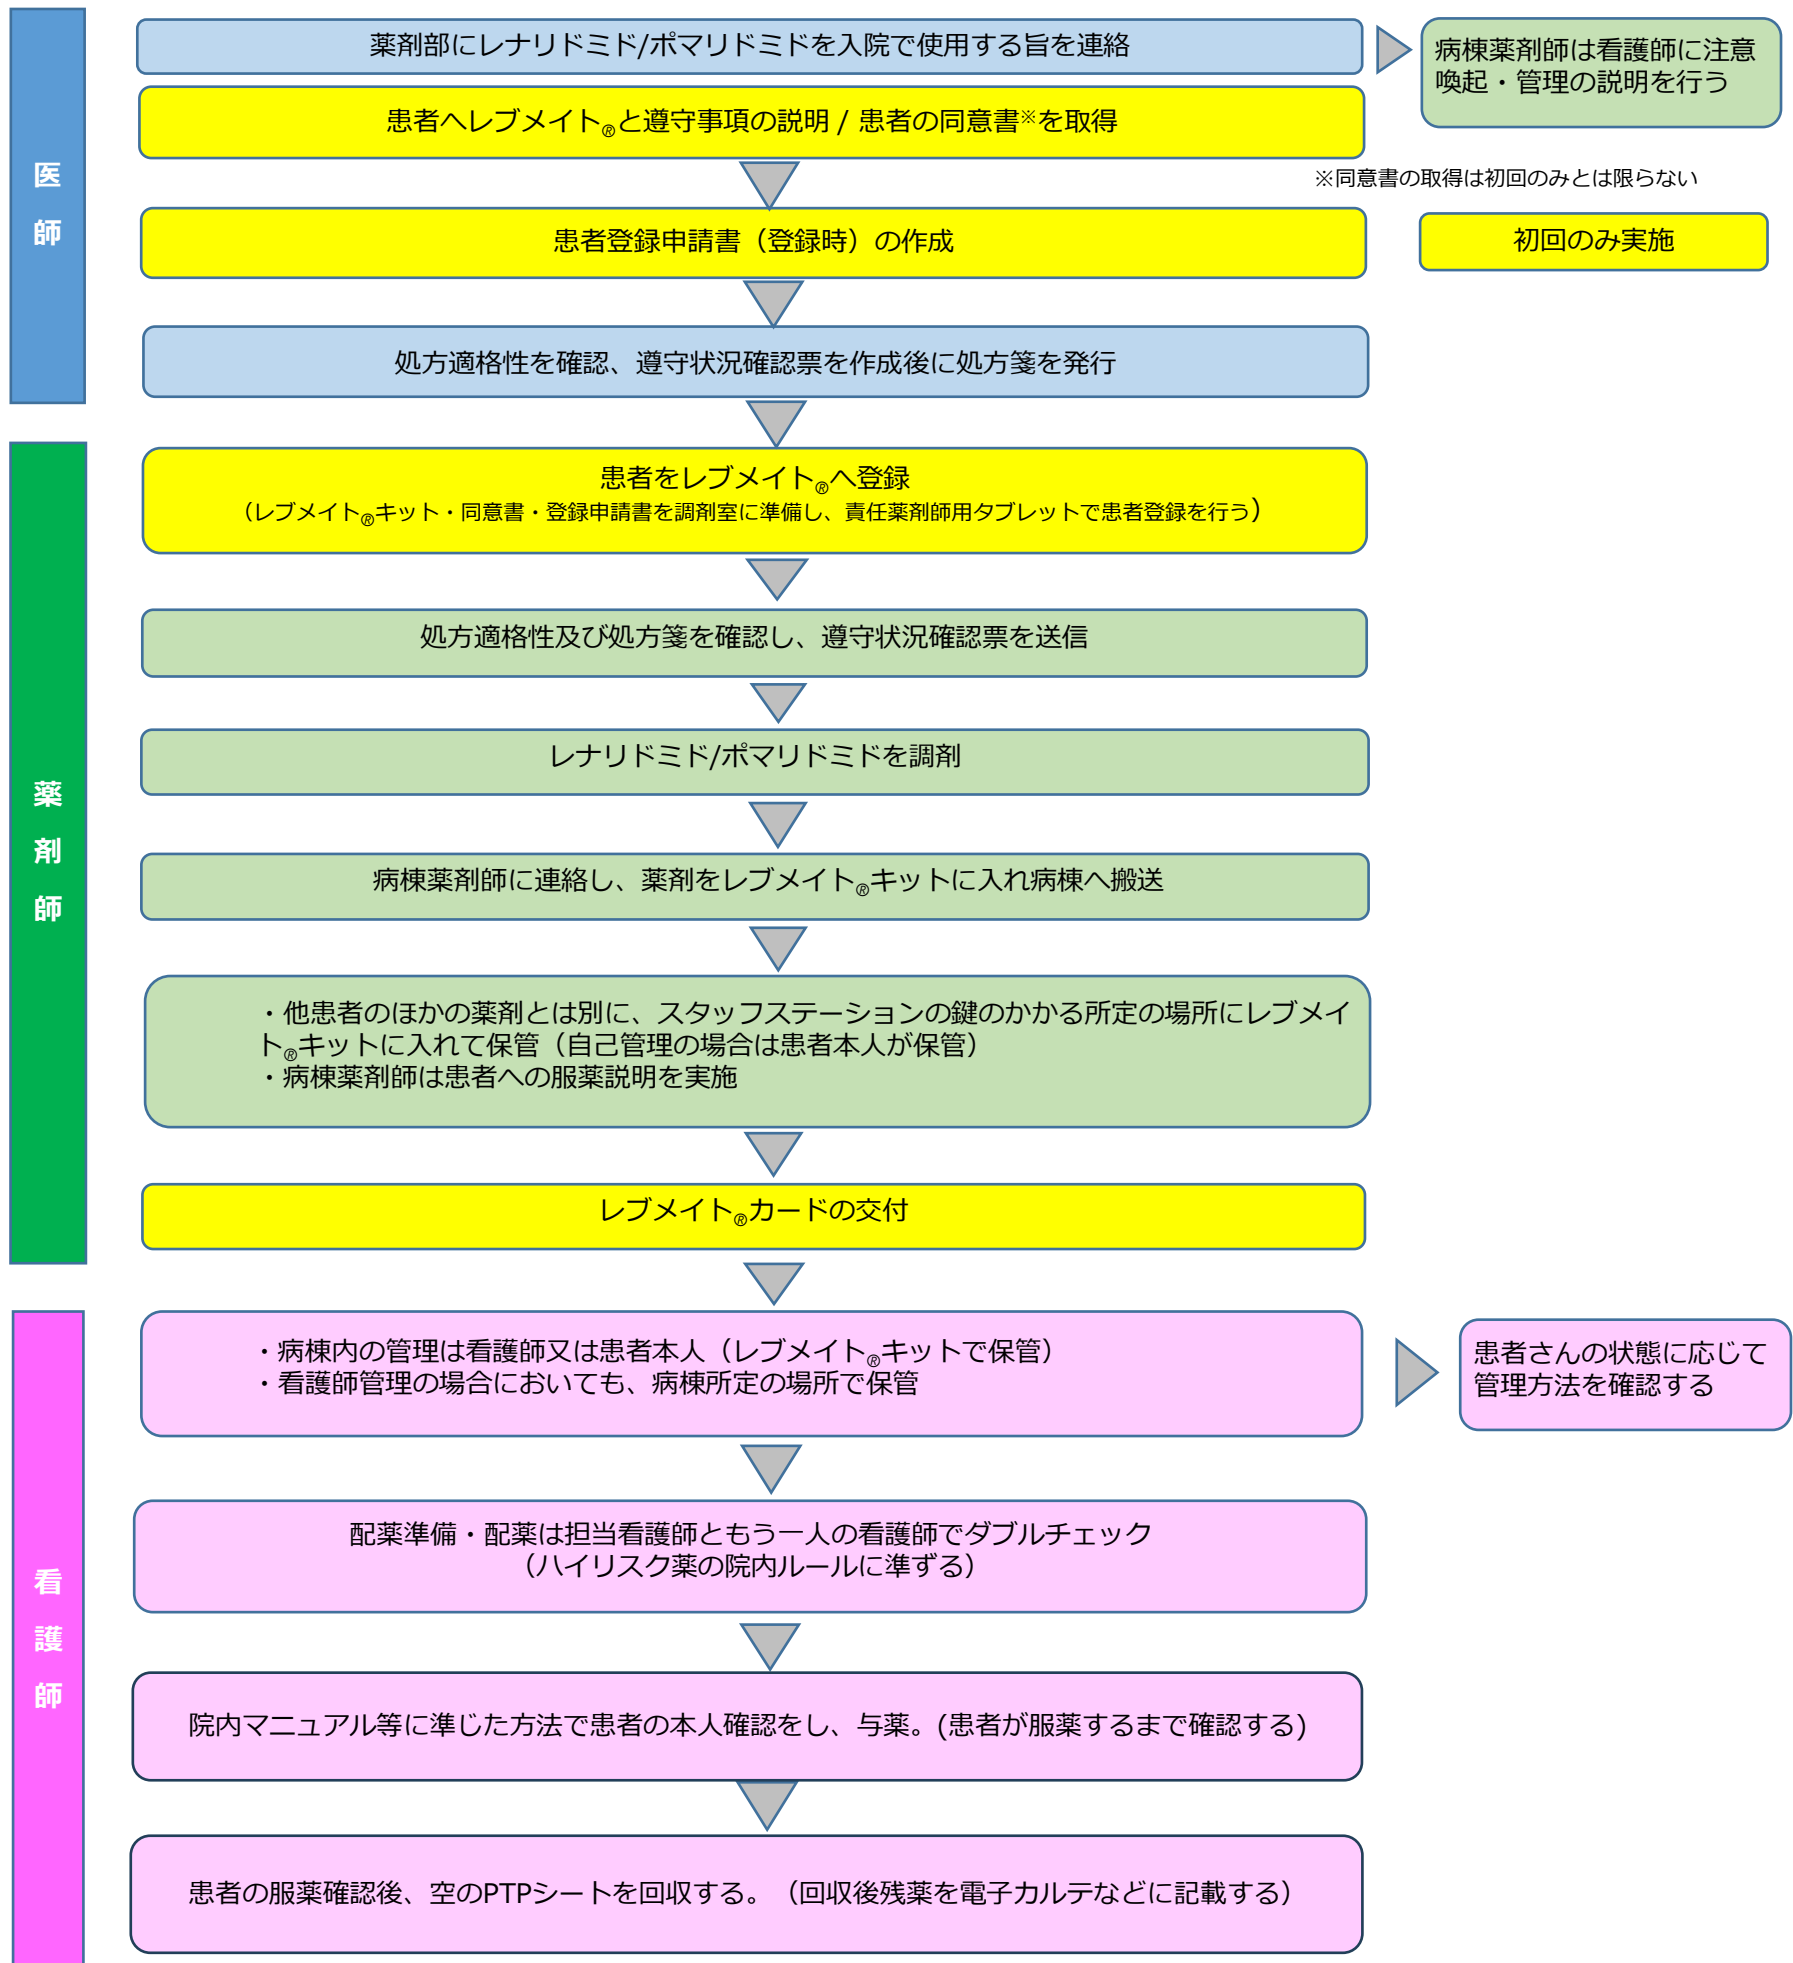 医
師
薬剤部にレナリドミド/ポマリドミドを入院で使用する旨を連絡
病棟薬剤師は看護師に注意
喚起・管理の説明を行う
患者へレブメイト®と遵守事項の説明 / 患者の同意書※を取得
※同意書の取得は初回のみとは限らない
患者登録申請書（登録時）の作成
初回のみ実施
処方適格性を確認、遵守状況確認票を作成後に処方箋を発行
薬
剤
師
患者をレブメイト®へ登録
（レブメイト®キット・同意書・登録申請書を調剤室に準備し、責任薬剤師用タブレットで患者登録を行う）
処方適格性及び処方箋を確認し、遵守状況確認票を送信
レナリドミド/ポマリドミドを調剤
病棟薬剤師に連絡し、薬剤をレブメイト®キットに入れ病棟へ搬送
・他患者のほかの薬剤とは別に、スタッフステーションの鍵のかかる所定の場所にレブメイ
ト®キットに入れて保管（自己管理の場合は患者本人が保管）
・病棟薬剤師は患者への服薬説明を実施
レブメイト®カードの交付
看
護
師
・病棟内の管理は看護師又は患者本人（レブメイト®キットで保管）
・看護師管理の場合においても、病棟所定の場所で保管
患者さんの状態に応じて
管理方法を確認する
配薬準備・配薬は担当看護師ともう一人の看護師でダブルチェック
（ハイリスク薬の院内ルールに準ずる）
院内マニュアル等に準じた方法で患者の本人確認をし、与薬。(患者が服薬するまで確認する)
患者の服薬確認後、空のPTPシートを回収する。（回収後残薬を電子カルテなどに記載する）